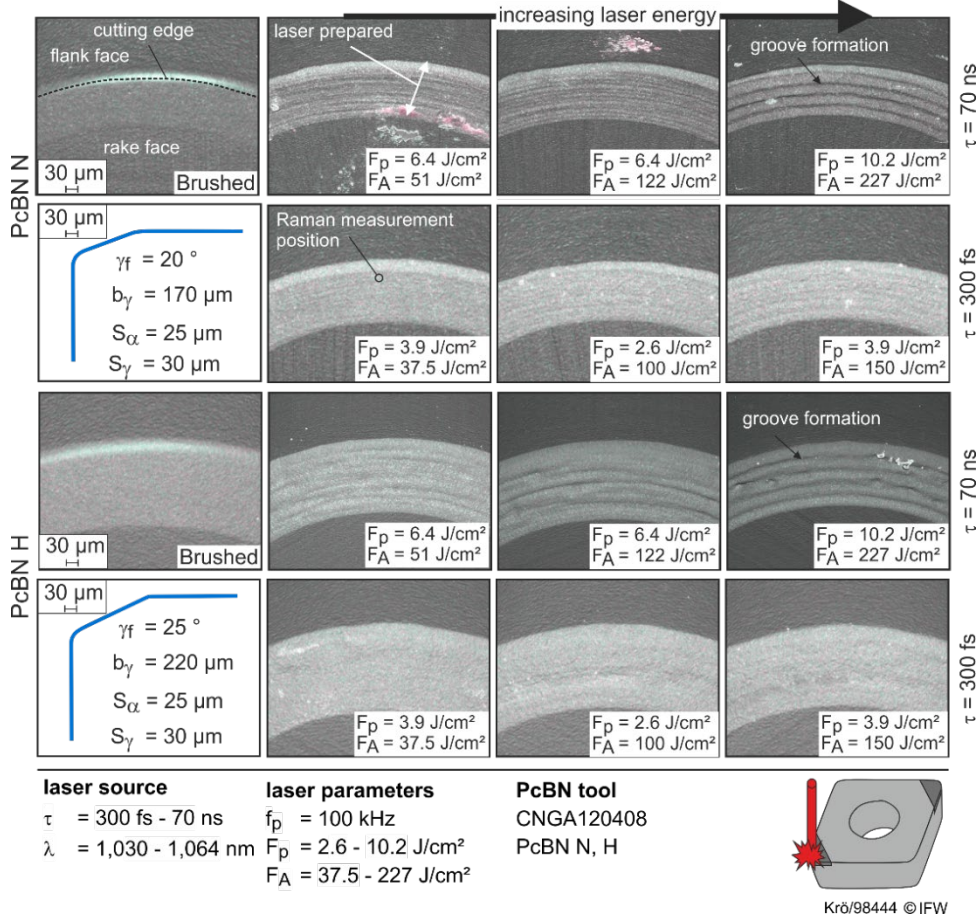 increasing laser energy
cutting edge
flank face
rake face
30 µm
Brushed
laser prepared
Fp = 6.4 J/cm²
FA = 51 J/cm²
Fp = 6.4 J/cm²
FA = 122 J/cm²
groove formation
Fp = 10.2 J/cm²
FA = 227 J/cm²
τ = 70 ns
PcBN N
30 µm
γf = 20 °
bγ = 170 µm
Sα = 25 µm
Sγ = 30 µm
Raman measurement
position
Fp = 3.9 J/cm²
FA = 37.5 J/cm²
Fp = 2.6 J/cm²
FA = 100 J/cm²
Fp = 3.9 J/cm²
FA = 150 J/cm²
τ = 300 fs
30 µm
Brushed
Fp = 6.4 J/cm²
FA = 51 J/cm²
Fp = 6.4 J/cm²
FA = 122 J/cm²
groove formation
Fp = 10.2 J/cm²
FA = 227 J/cm²
τ = 70 ns
PcBN H
30 µm
γf = 25 °
bγ = 220 µm
Sα = 25 µm
Sγ = 30 µm
Fp = 3.9 J/cm²
FA = 37.5 J/cm²
Fp = 2.6 J/cm²
FA = 100 J/cm²
Fp = 3.9 J/cm²
FA = 150 J/cm²
τ = 300 fs
laser source
τ = 300 fs - 70 ns
λ = 1,030 - 1,064 nm
laser parameters
fp = 100 kHz
Fp = 2.6 - 10.2 J/cm²
FA = 37.5 - 227 J/cm²
PcBN tool
CNGA120408
PcBN N, H
Krö/98444 © IFW